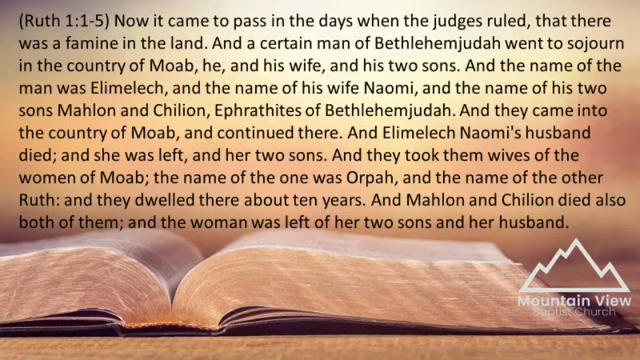 (Ruth 1:1-5) Now it came to pass in the days when the judges ruled, that there
was a famine in the land. And a certain man of Bethlehemjudah went to sojourn
in the country of Moab, he, and his wife, and his two sons. And the name of the
man was Elimelech, and the name of his wife Naomi, and the name of his two
sons Mahlon and Chilion, Ephrathites of Bethlehemjudah. And they came into
the country of Moab, and continued there. And Elimelech Naomi's husband
died; and she was left, and her two sons. And they took them wives of the
women of Moab; the name of the one was Orpah, and the name of the other
Ruth: and they dwelled there about ten years. And Mahlon and Chilion died also
both of them; and the woman was left of her two sons and her husband.
Mountain View
Baptist Church